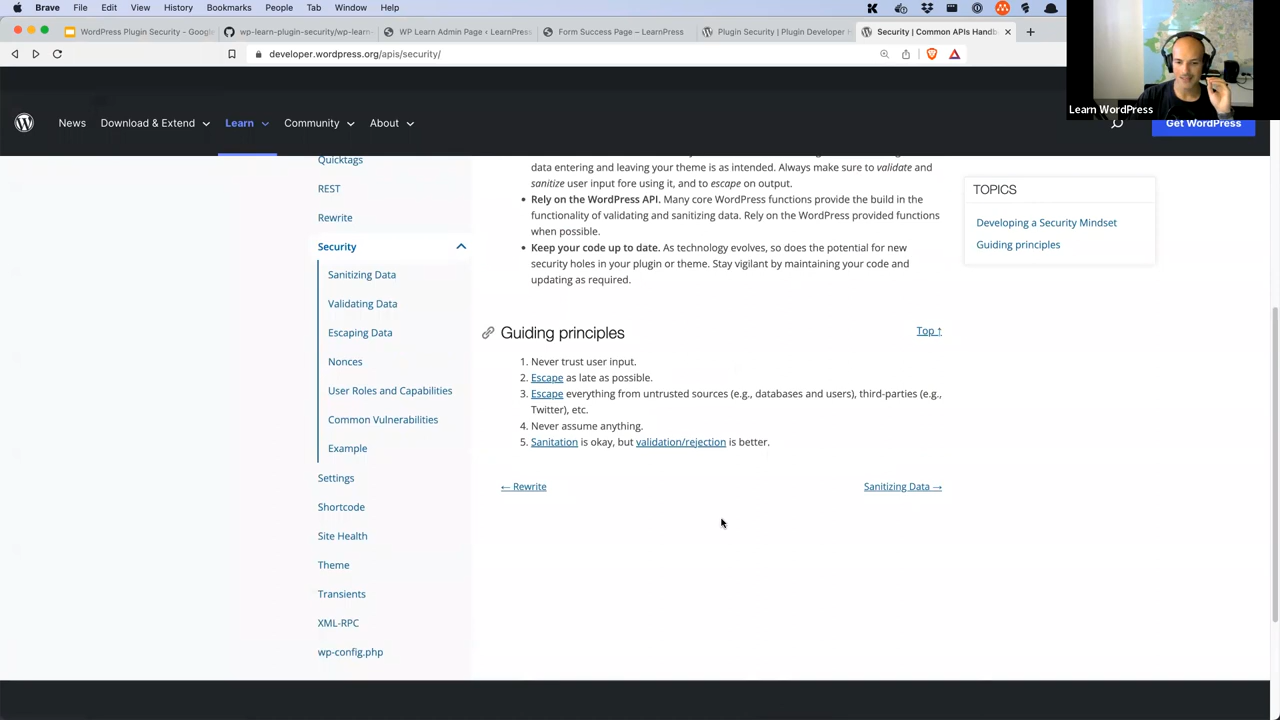 Brave File Edit View History Bookmarks People Tab Window Help
WordPress Plugin Security - Google
wp-learn-plugin-security/wp-learn-
WP Learn Admin Page ‹ LearnPress
Form Success Page – LearnPress
Plugin Security | Plugin Developer
Security | Common APIs Handb
developer.wordpress.org/apis/security/
Learn WordPress
News Download & Extend Learn Community About
Get WordPress
Quicktags
REST
Rewrite
Security
Sanitizing Data
Validating Data
Escaping Data
Nonces
User Roles and Capabilities
Common Vulnerabilities
Example
Settings
Shortcode
Site Health
Theme
Transients
XML-RPC
wp-config.php
data entering and leaving your theme is as intended. Always make sure to validate and
sanitize user input fore using it, and to escape on output.
• Rely on the WordPress API. Many core WordPress functions provide the build in the
functionality of validating and sanitizing data. Rely on the WordPress provided functions
when possible.
• Keep your code up to date. As technology evolves, so does the potential for new
security holes in your plugin or theme. Stay vigilant by maintaining your code and
updating as required.
Guiding principles
Top ↑
1. Never trust user input.
2. Escape as late as possible.
3. Escape everything from untrusted sources (e.g., databases and users), third-parties (e.g.,
Twitter), etc.
4. Never assume anything.
5. Sanitation is okay, but validation/rejection is better.
← Rewrite
Sanitizing Data →
TOPICS
Developing a Security Mindset
Guiding principles